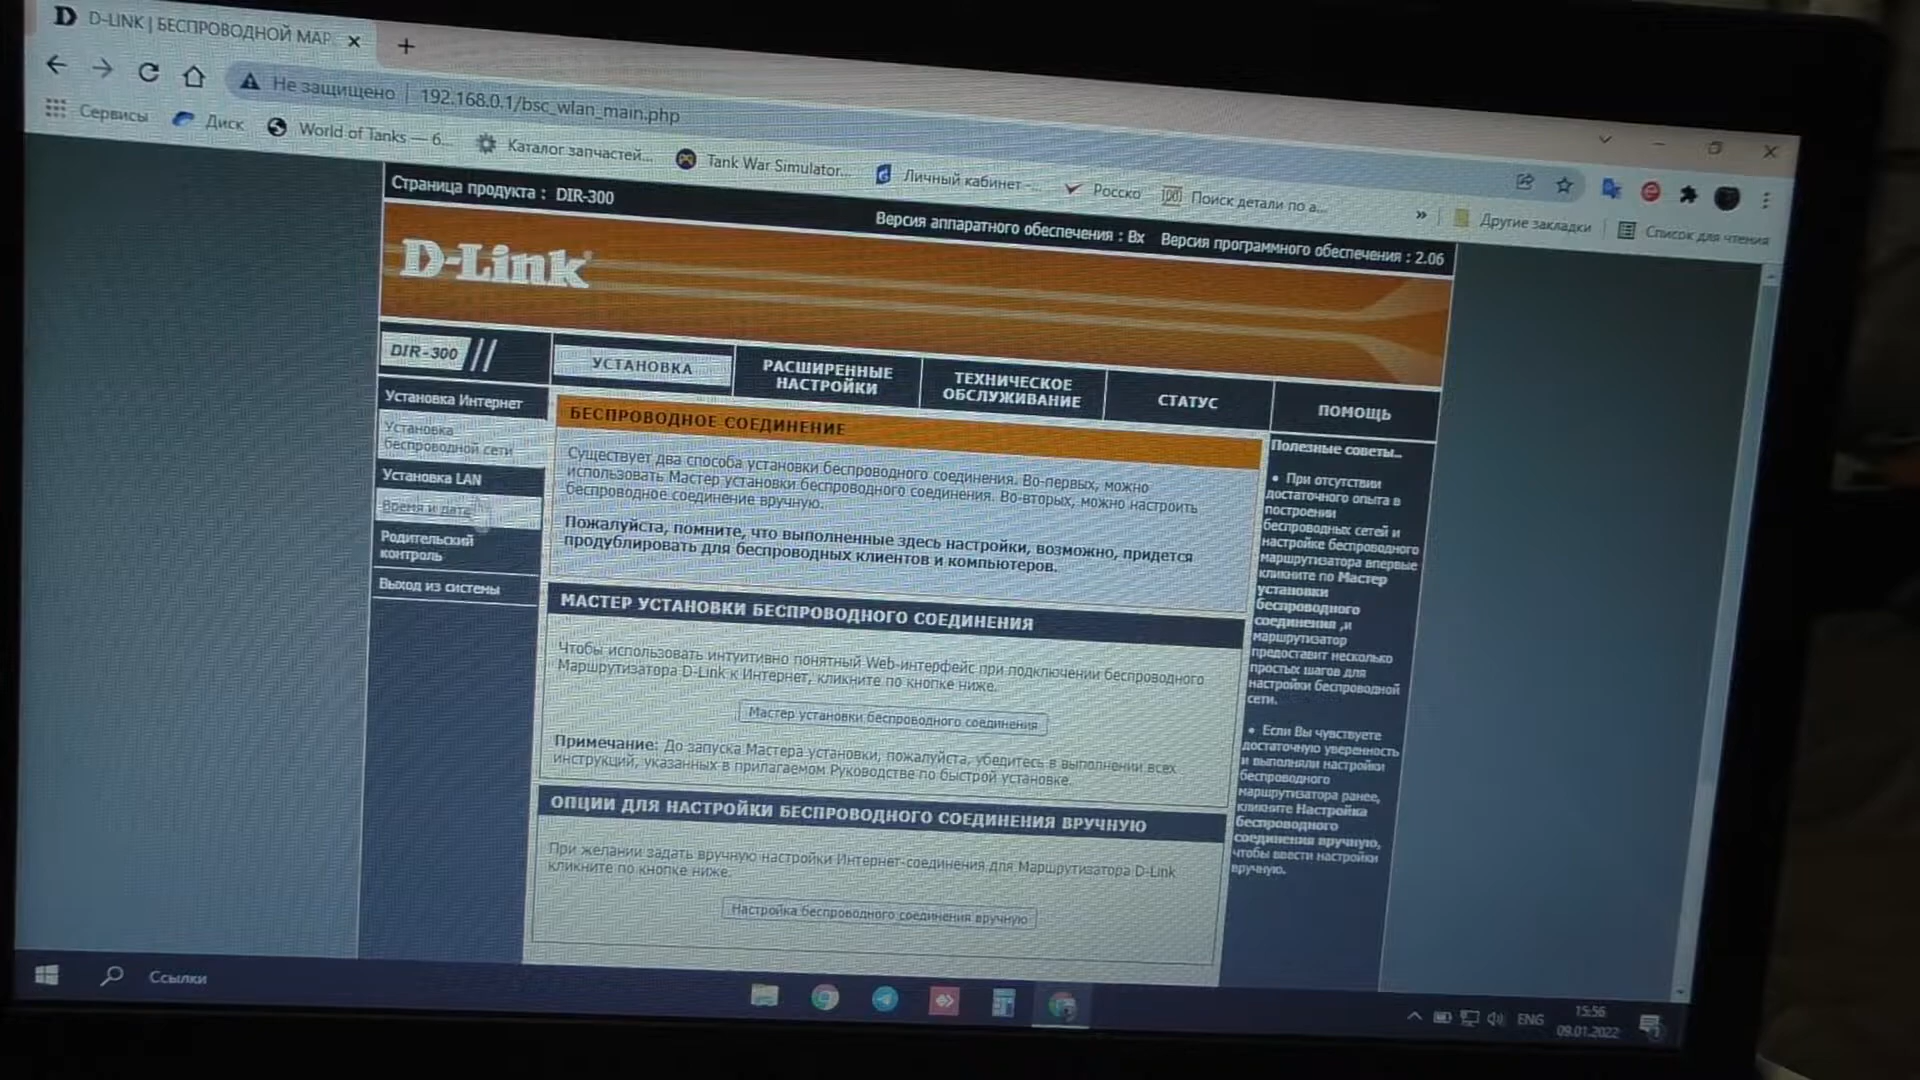 D-LINK | БЕСПРОВОДНОЙ МАР
Не защищено | 192.168.0.1/bsc_wlan_main.php
Сервисы Диск World of Tanks — 6... Каталог запчастей... Tank War Simulator... Личный кабинет -... Росско Поиск детали по а... » Другие закладки Список для чтения
Страница продукта : DIR-300 Версия аппаратного обеспечения : Bx Версия программного обеспечения : 2.06
D-Link
DIR-300
УСТАНОВКА
РАСШИРЕННЫЕ
НАСТРОЙКИ
ТЕХНИЧЕСКОЕ
ОБСЛУЖИВАНИЕ
СТАТУС
ПОМОЩЬ
Установка Интернет
Установка
беспроводной сети
Установка LAN
Время и дата
Родительский
контроль
Выход из системы
БЕСПРОВОДНОЕ СОЕДИНЕНИЕ
Существует два способа установки беспроводного соединения. Во-первых, можно
использовать Мастер установки беспроводного соединения. Во-вторых, можно настроить
беспроводное соединение вручную.
Пожалуйста, помните, что выполненные здесь настройки, возможно, придется
продублировать для беспроводных клиентов и компьютеров.
МАСТЕР УСТАНОВКИ БЕСПРОВОДНОГО СОЕДИНЕНИЯ
Чтобы использовать интуитивно понятный Web-интерфейс при подключении беспроводного
Маршрутизатора D-Link к Интернет, кликните по кнопке ниже.
Мастер установки беспроводного соединения
Примечание: До запуска Мастера установки, пожалуйста, убедитесь в выполнении всех
инструкций, указанных в прилагаемом Руководстве по быстрой установке.
ОПЦИИ ДЛЯ НАСТРОЙКИ БЕСПРОВОДНОГО СОЕДИНЕНИЯ ВРУЧНУЮ
При желании задать вручную настройки Интернет-соединения для Маршрутизатора D-Link
кликните по кнопке ниже.
Настройка беспроводного соединения вручную
Полезные советы...
• При отсутствии
достаточного опыта в
построении
беспроводных сетей и
настройке беспроводного
маршрутизатора впервые
кликните по Мастер
установки
беспроводного
соединения ,и
маршрутизатор
предоставит несколько
простых шагов для
настройки беспроводной
сети.
• Если Вы чувствуете
достаточную уверенность
и выполняли настройки
беспроводного
маршрутизатора ранее,
кликните Настройка
беспроводного
соединения вручную,
чтобы ввести настройки
вручную.
Ссылки
ENG
15:56
09.01.2022